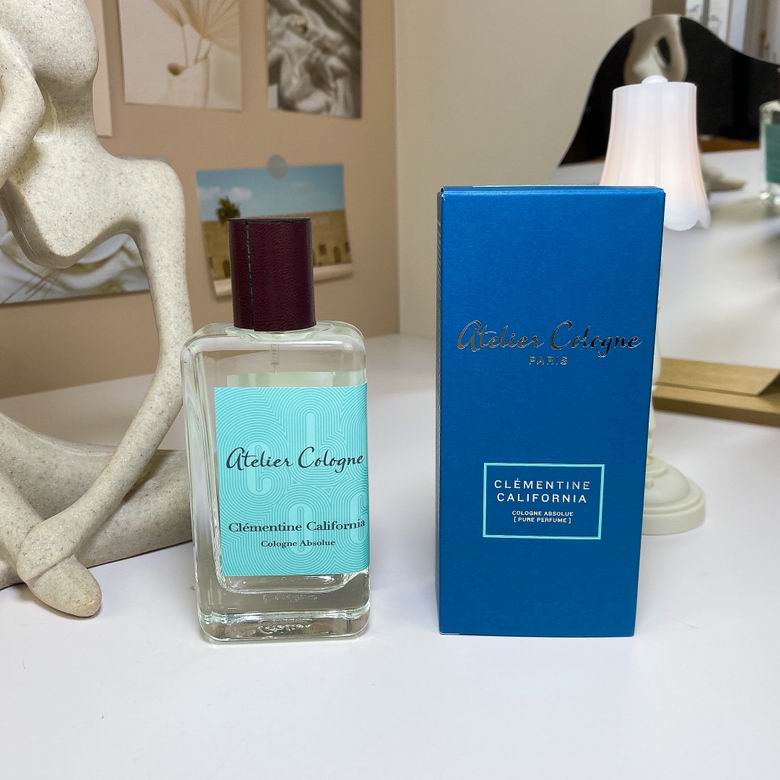 Atelier Cologne
Clémentine California
Cologne Absolue
Atelier Cologne
PARIS
CLÉMENTINE
CALIFORNIA
COLOGNE ABSOLUE
[ PURE PERFUME ]